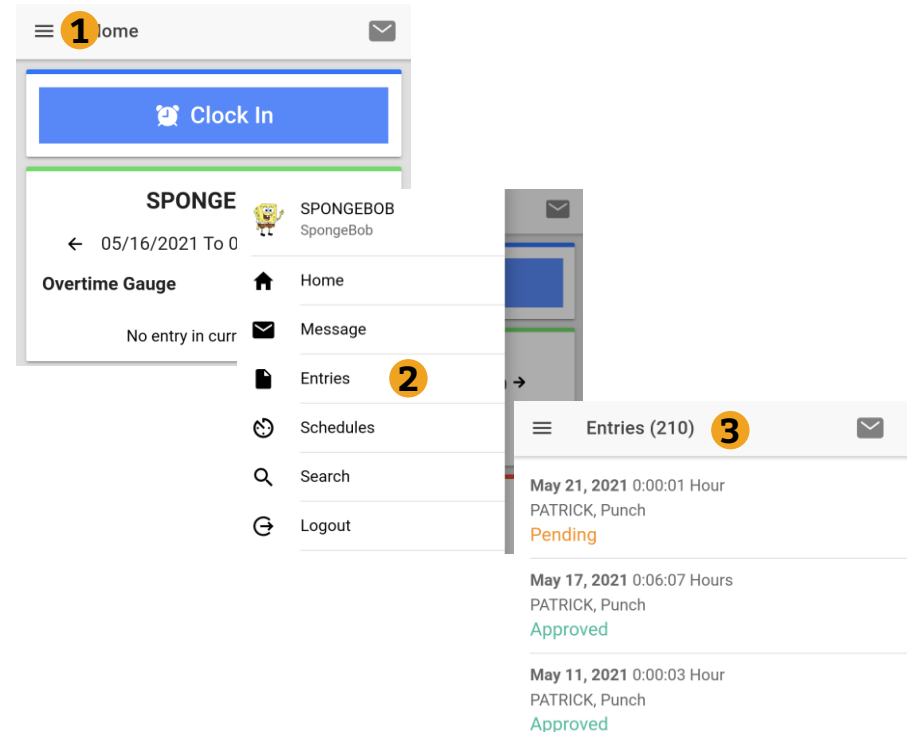 1
Home
Clock In
SPONGE
05/16/2021 To 0
Overtime Gauge
No entry in curr
SPONGEBOB
SpongeBob
Home
Message
Entries
2
Schedules
Search
Logout
Entries (210)
3
May 21, 2021 0:00:01 Hour
PATRICK, Punch
Pending
May 17, 2021 0:06:07 Hours
PATRICK, Punch
Approved
May 11, 2021 0:00:03 Hour
PATRICK, Punch
Approved